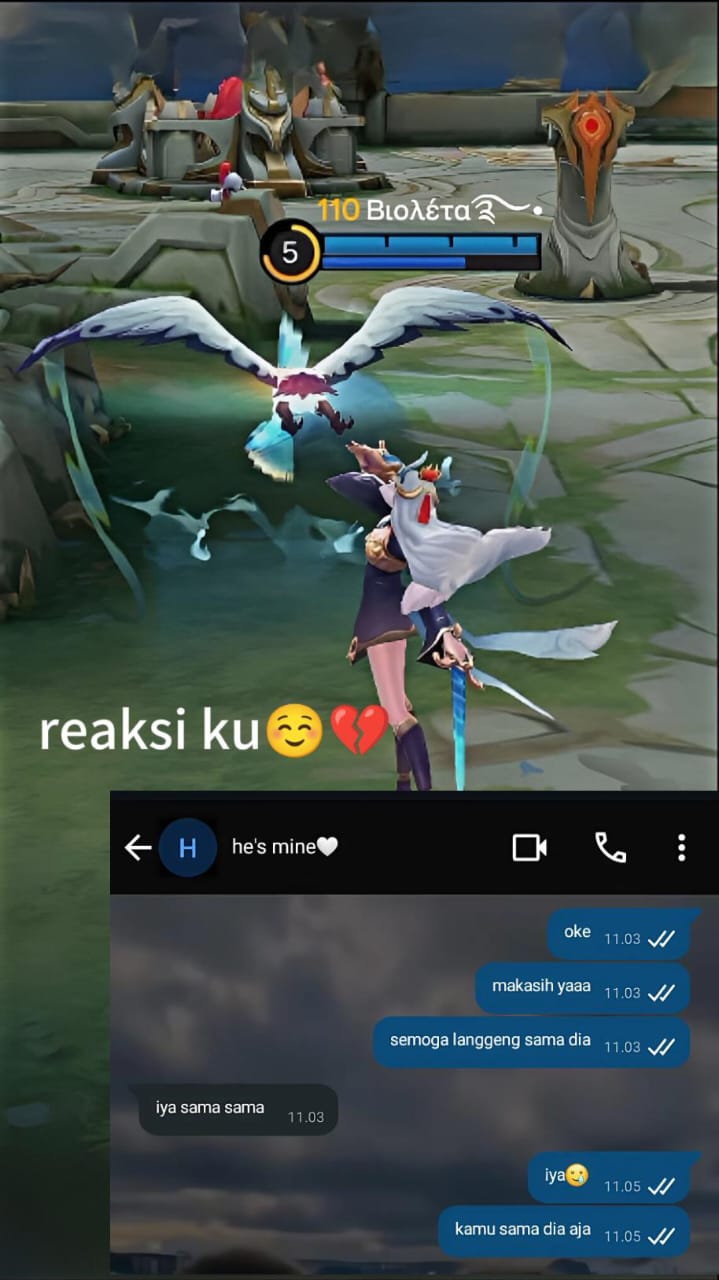 110 Βιολέτα࿐
5
reaksi ku☺️💔
H he's mine🤍
oke 11.03
makasih yaaa 11.03
semoga langgeng sama dia 11.03
iya sama sama 11.03
iya🥲 11.05
kamu sama dia aja 11.05